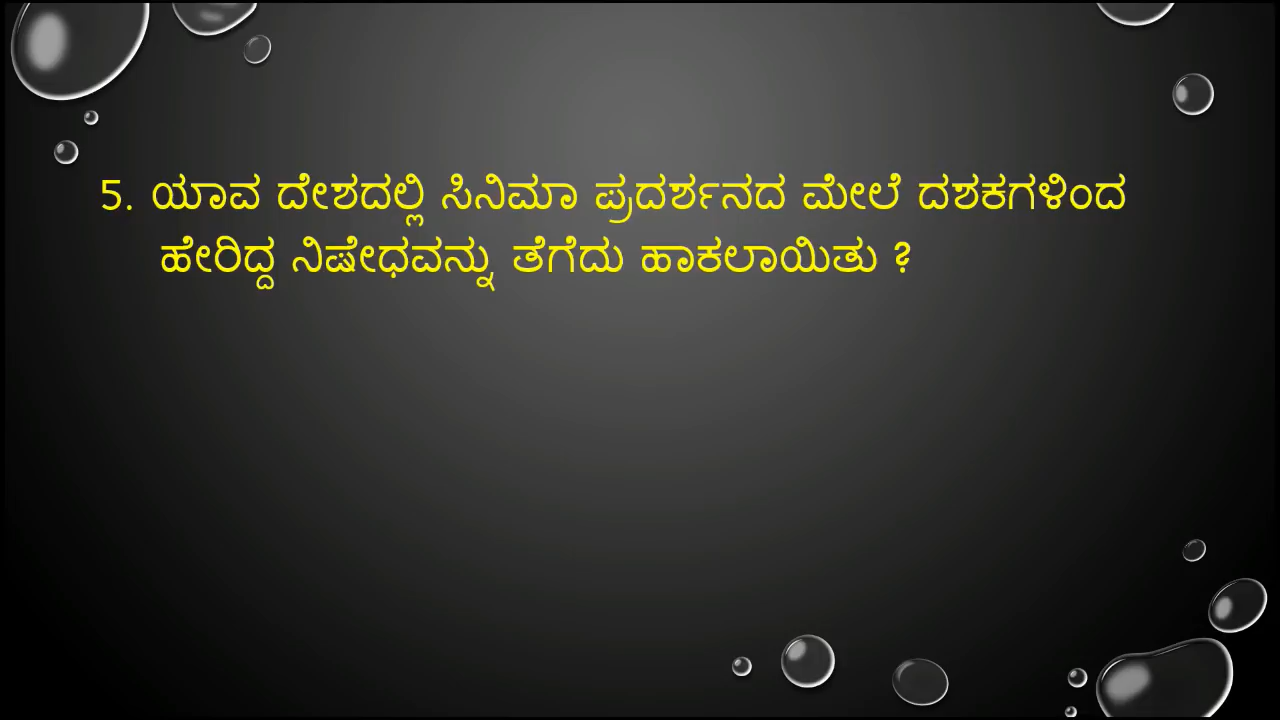 5. ಯಾವ ದೇಶದಲ್ಲಿ ಸಿನಿಮಾ ಪ್ರದರ್ಶನದ ಮೇಲೆ ದಶಕಗಳಿಂದ
ಹೇರಿದ್ದ ನಿಷೇಧವನ್ನು ತೆಗೆದು ಹಾಕಲಾಯಿತು ?